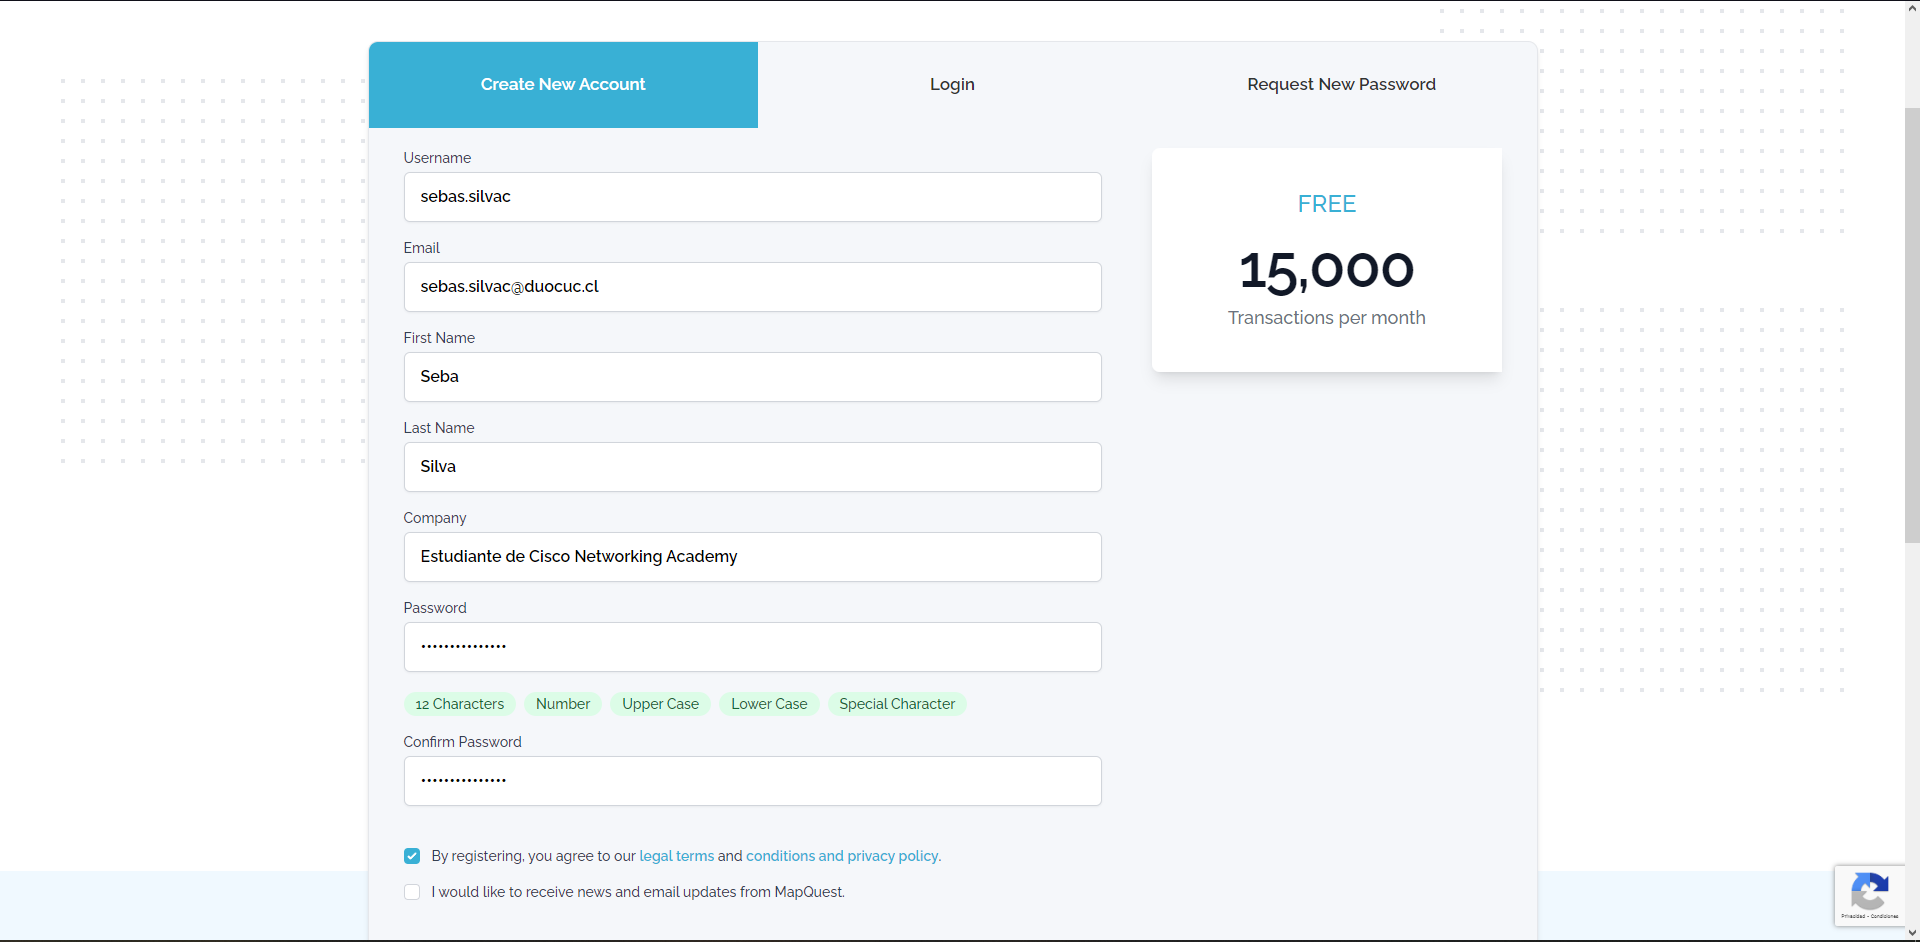 Create New Account
Login
Request New Password
Username
sebas.silvac
Email
sebas.silvac@duocuc.cl
First Name
Seba
Last Name
Silva
Company
Estudiante de Cisco Networking Academy
Password
•••••••••••••••
12 Characters
Number
Upper Case
Lower Case
Special Character
Confirm Password
•••••••••••••••
By registering, you agree to our legal terms and conditions and privacy policy.
I would like to receive news and email updates from MapQuest.
FREE
15,000
Transactions per month
Privacidad - Condiciones